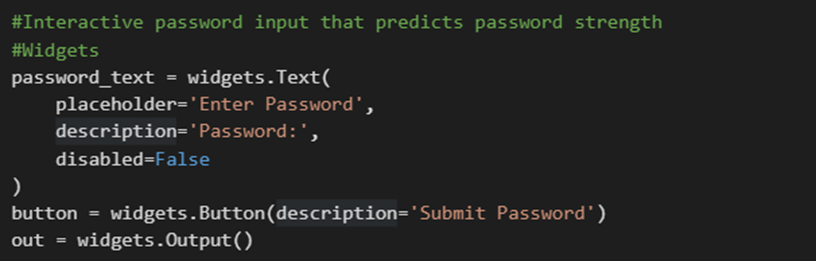 #Interactive password input that predicts password strength
#Widgets
password_text = widgets.Text(
    placeholder='Enter Password',
    description='Password:',
    disabled=False
)
button = widgets.Button(description='Submit Password')
out = widgets.Output()